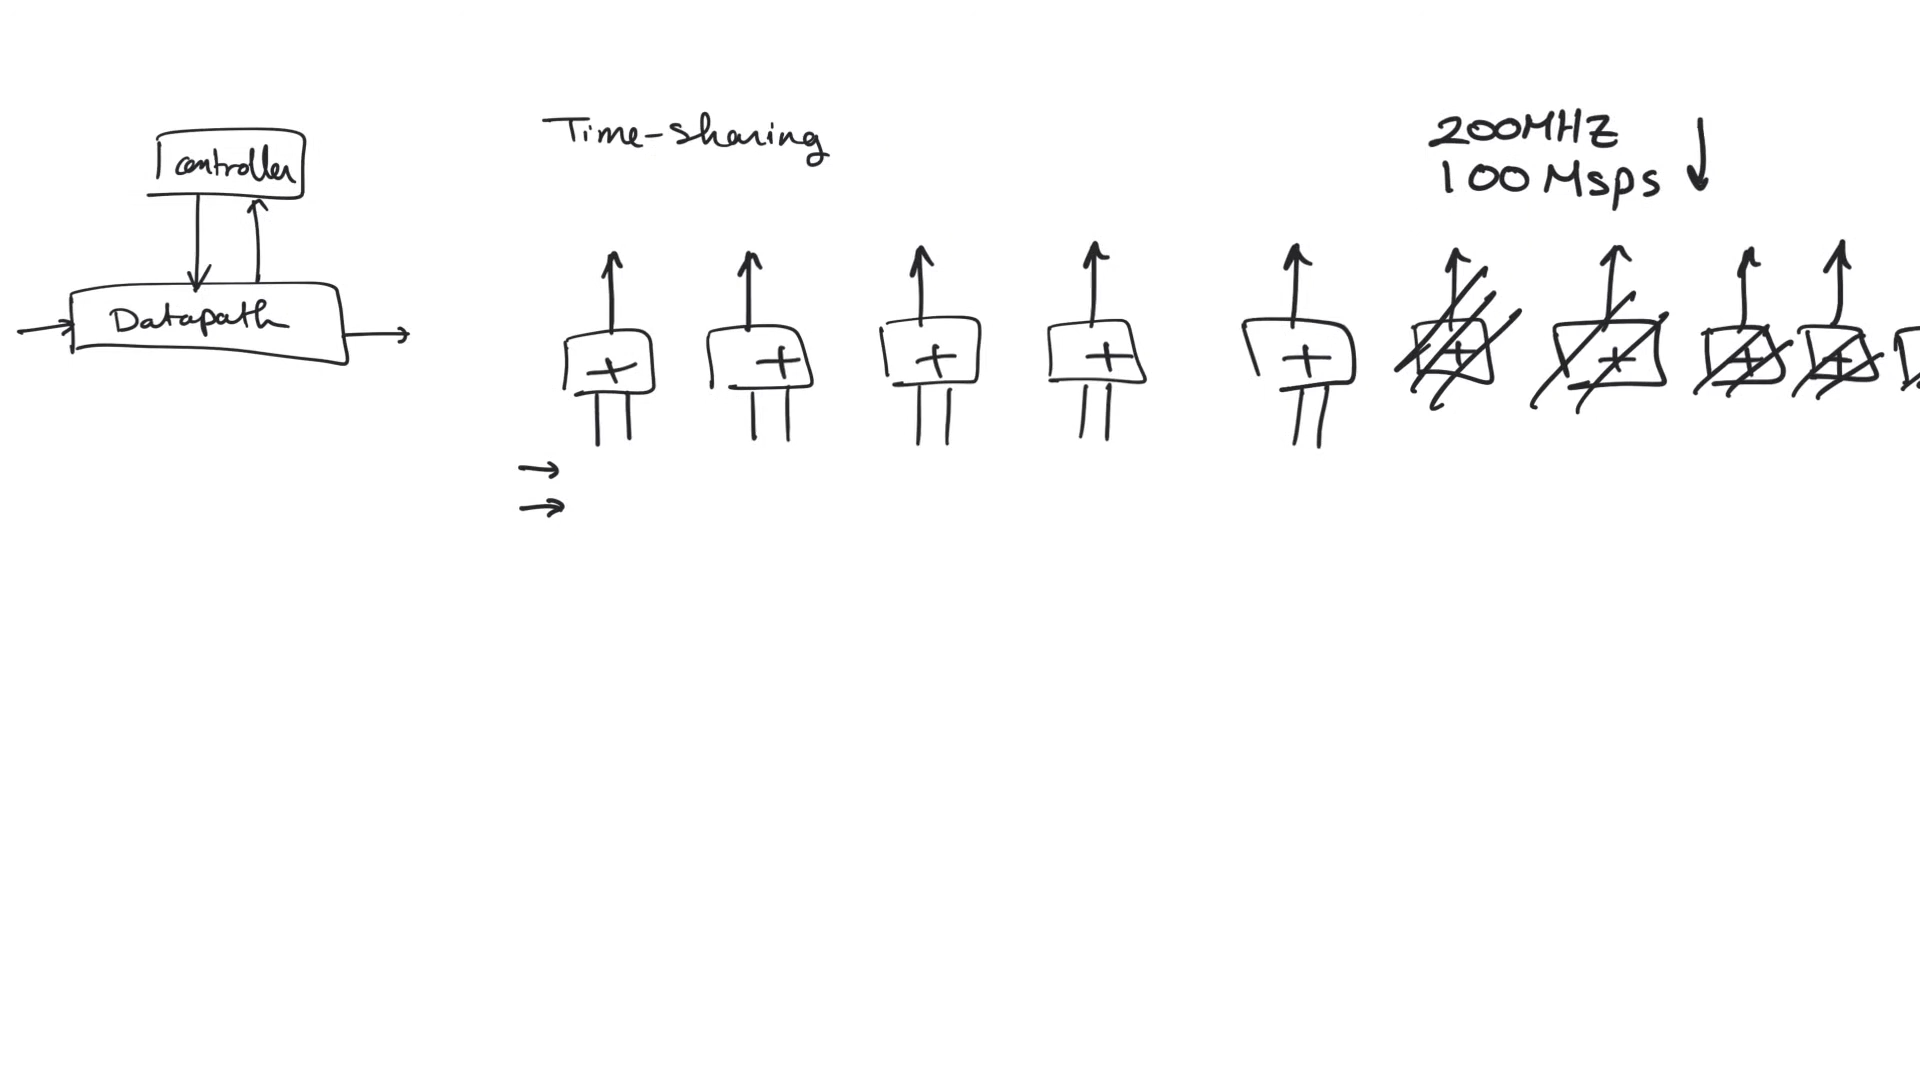 controller
Datapath
Time-sharing
200MHZ
100 Msps
+ + + + + + + + +